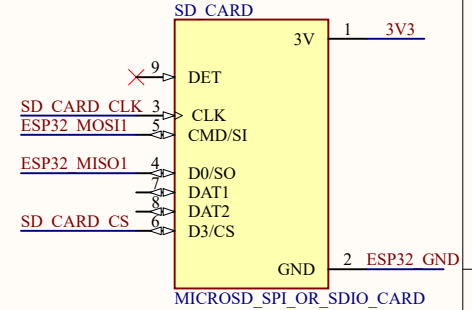 SD_CARD
3V 1 3V3
9 DET
SD_CARD_CLK 3 CLK
ESP32_MOSI1 5 CMD/SI
ESP32_MISO1 4 D0/SO
7 DAT1
8 DAT2
SD_CARD_CS 6 D3/CS
GND 2 ESP32_GND
MICROSD_SPI_OR_SDIO_CARD